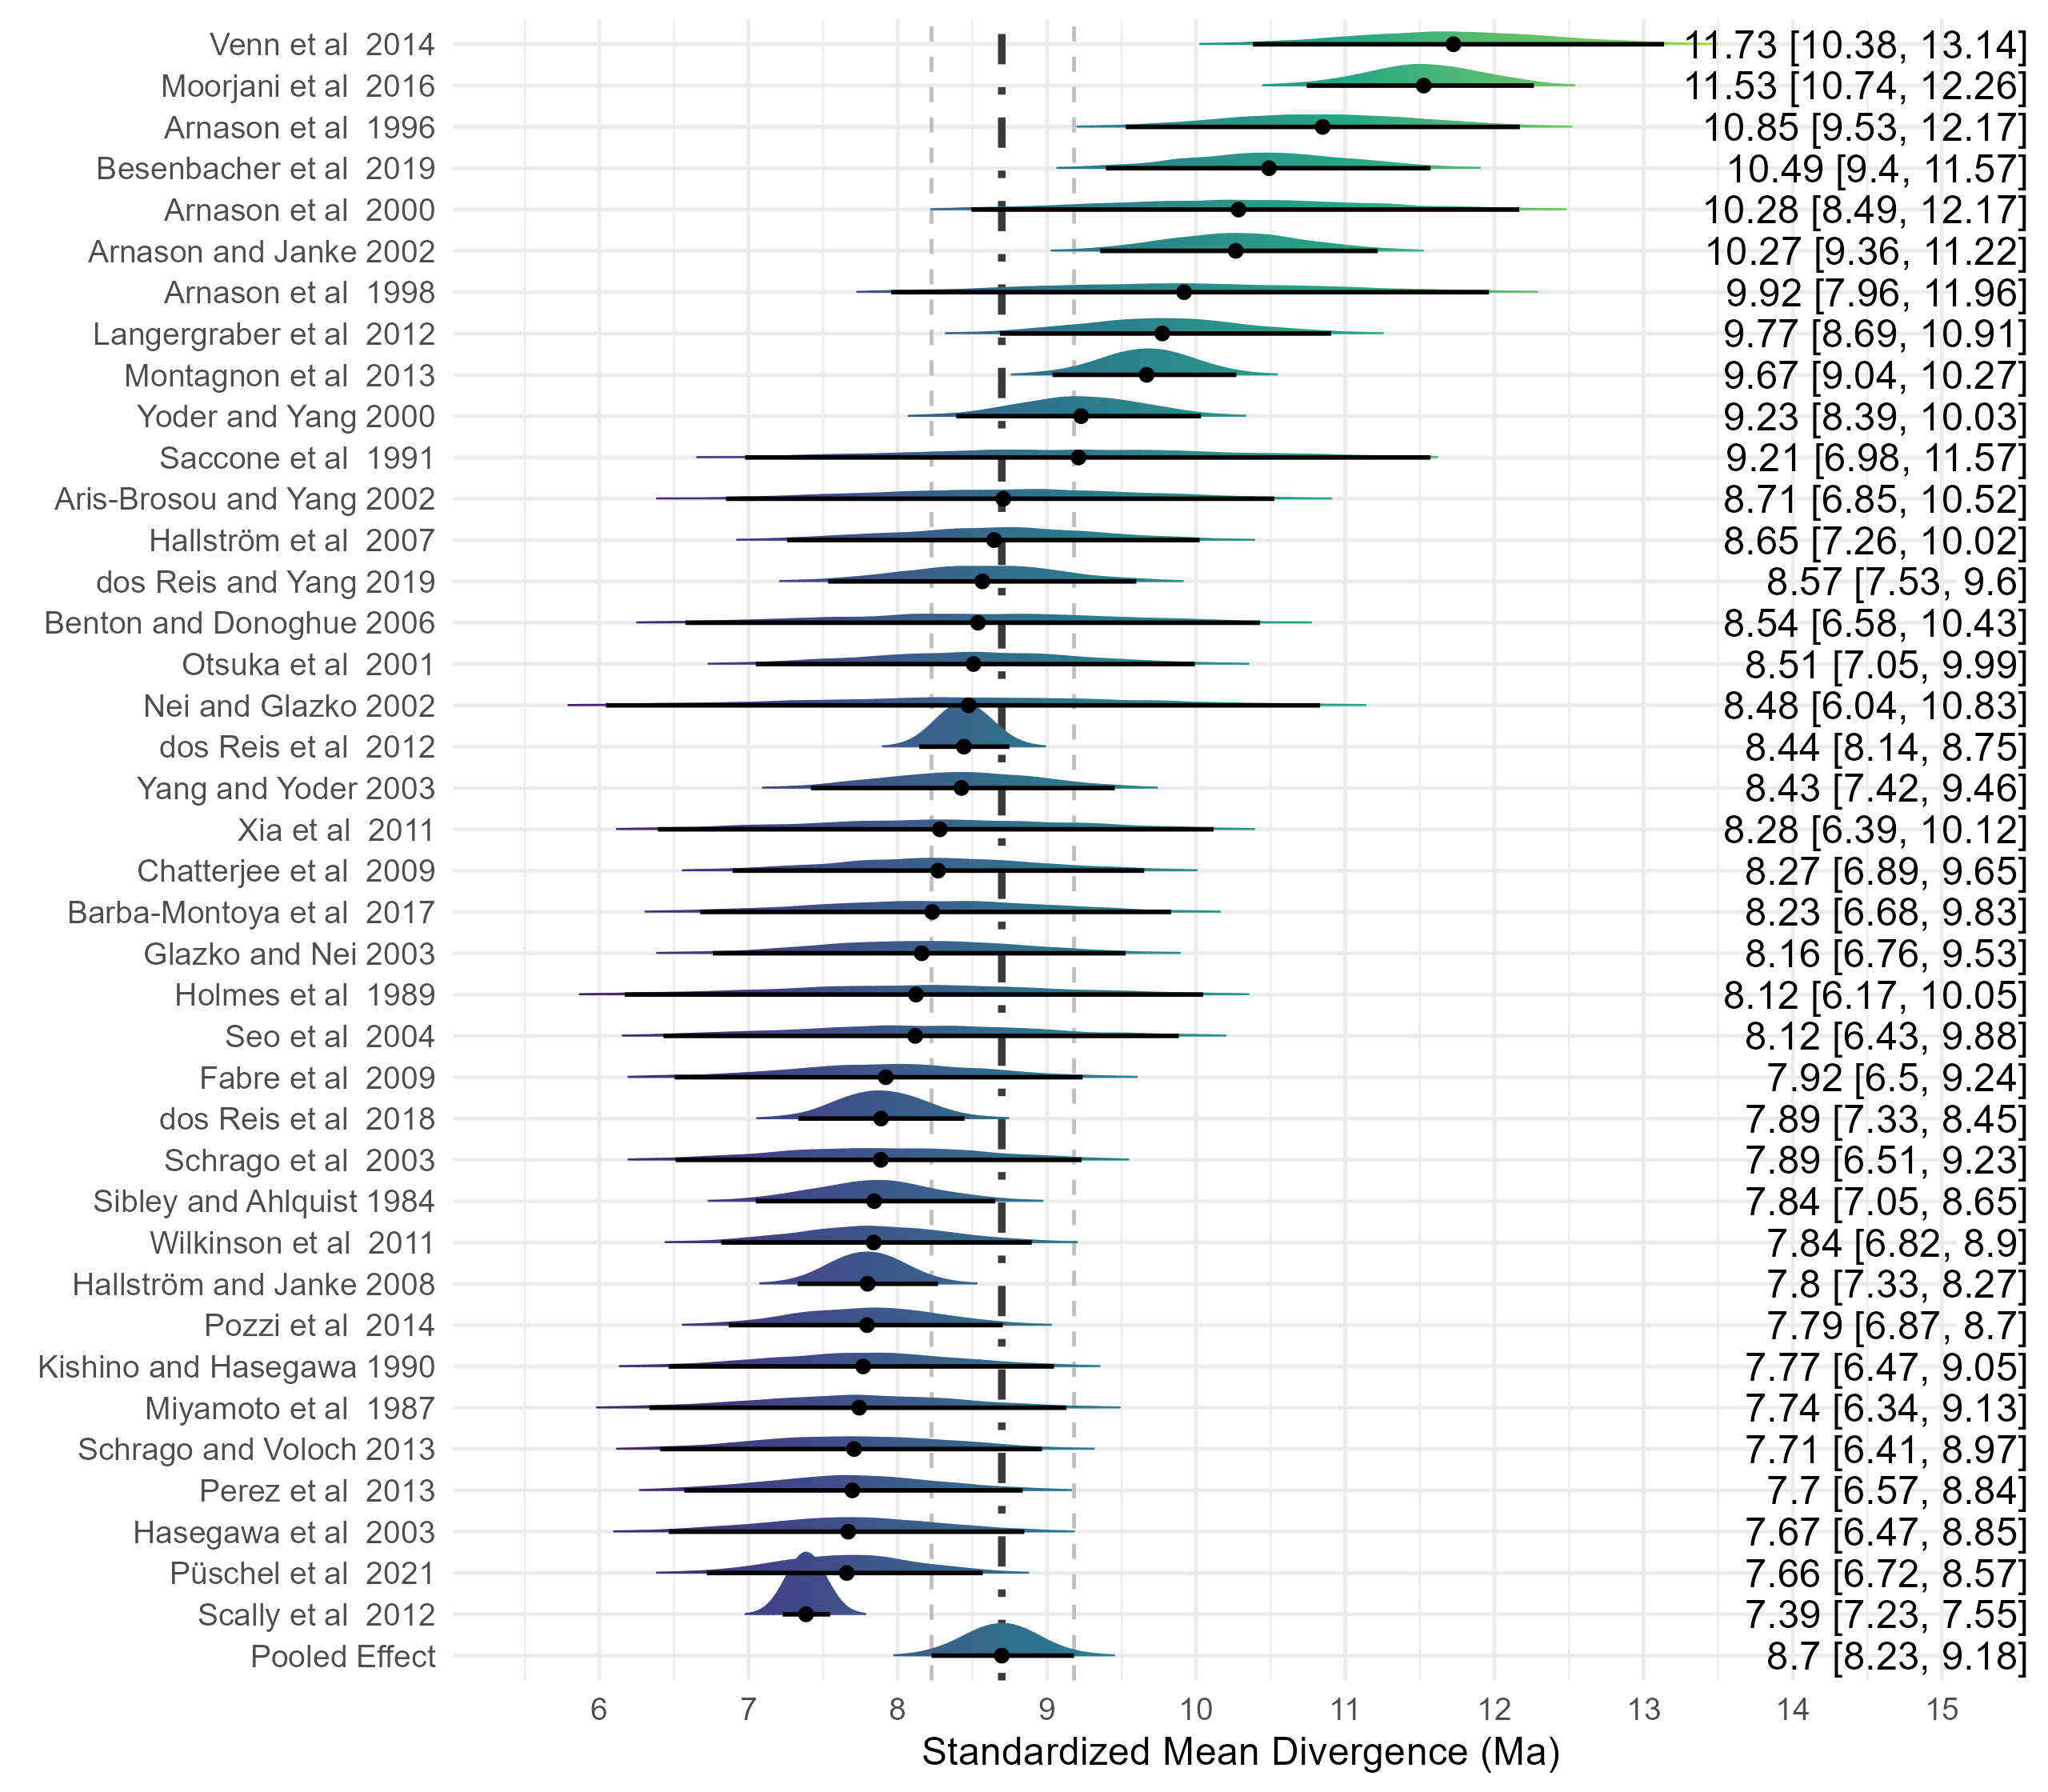 Venn et al 2014 11.73 [10.38, 13.14]
Moorjani et al 2016 11.53 [10.74, 12.26]
Arnason et al 1996 10.85 [9.53, 12.17]
Besenbacher et al 2019 10.49 [9.4, 11.57]
Arnason et al 2000 10.28 [8.49, 12.17]
Arnason and Janke 2002 10.27 [9.36, 11.22]
Arnason et al 1998 9.92 [7.96, 11.96]
Langergraber et al 2012 9.77 [8.69, 10.91]
Montagnon et al 2013 9.67 [9.04, 10.27]
Yoder and Yang 2000 9.23 [8.39, 10.03]
Saccone et al 1991 9.21 [6.98, 11.57]
Aris-Brosou and Yang 2002 8.71 [6.85, 10.52]
Hallström et al 2007 8.65 [7.26, 10.02]
dos Reis and Yang 2019 8.57 [7.53, 9.6]
Benton and Donoghue 2006 8.54 [6.58, 10.43]
Otsuka et al 2001 8.51 [7.05, 9.99]
Nei and Glazko 2002 8.48 [6.04, 10.83]
dos Reis et al 2012 8.44 [8.14, 8.75]
Yang and Yoder 2003 8.43 [7.42, 9.46]
Xia et al 2011 8.28 [6.39, 10.12]
Chatterjee et al 2009 8.27 [6.89, 9.65]
Barba-Montoya et al 2017 8.23 [6.68, 9.83]
Glazko and Nei 2003 8.16 [6.76, 9.53]
Holmes et al 1989 8.12 [6.17, 10.05]
Seo et al 2004 8.12 [6.43, 9.88]
Fabre et al 2009 7.92 [6.5, 9.24]
dos Reis et al 2018 7.89 [7.33, 8.45]
Schrago et al 2003 7.89 [6.51, 9.23]
Sibley and Ahlquist 1984 7.84 [7.05, 8.65]
Wilkinson et al 2011 7.84 [6.82, 8.9]
Hallström and Janke 2008 7.8 [7.33, 8.27]
Pozzi et al 2014 7.79 [6.87, 8.7]
Kishino and Hasegawa 1990 7.77 [6.47, 9.05]
Miyamoto et al 1987 7.74 [6.34, 9.13]
Schrago and Voloch 2013 7.71 [6.41, 8.97]
Perez et al 2013 7.7 [6.57, 8.84]
Hasegawa et al 2003 7.67 [6.47, 8.85]
Püschel et al 2021 7.66 [6.72, 8.57]
Scally et al 2012 7.39 [7.23, 7.55]
Pooled Effect 8.7 [8.23, 9.18]
6 7 8 9 10 11 12 13 14 15
Standardized Mean Divergence (Ma)